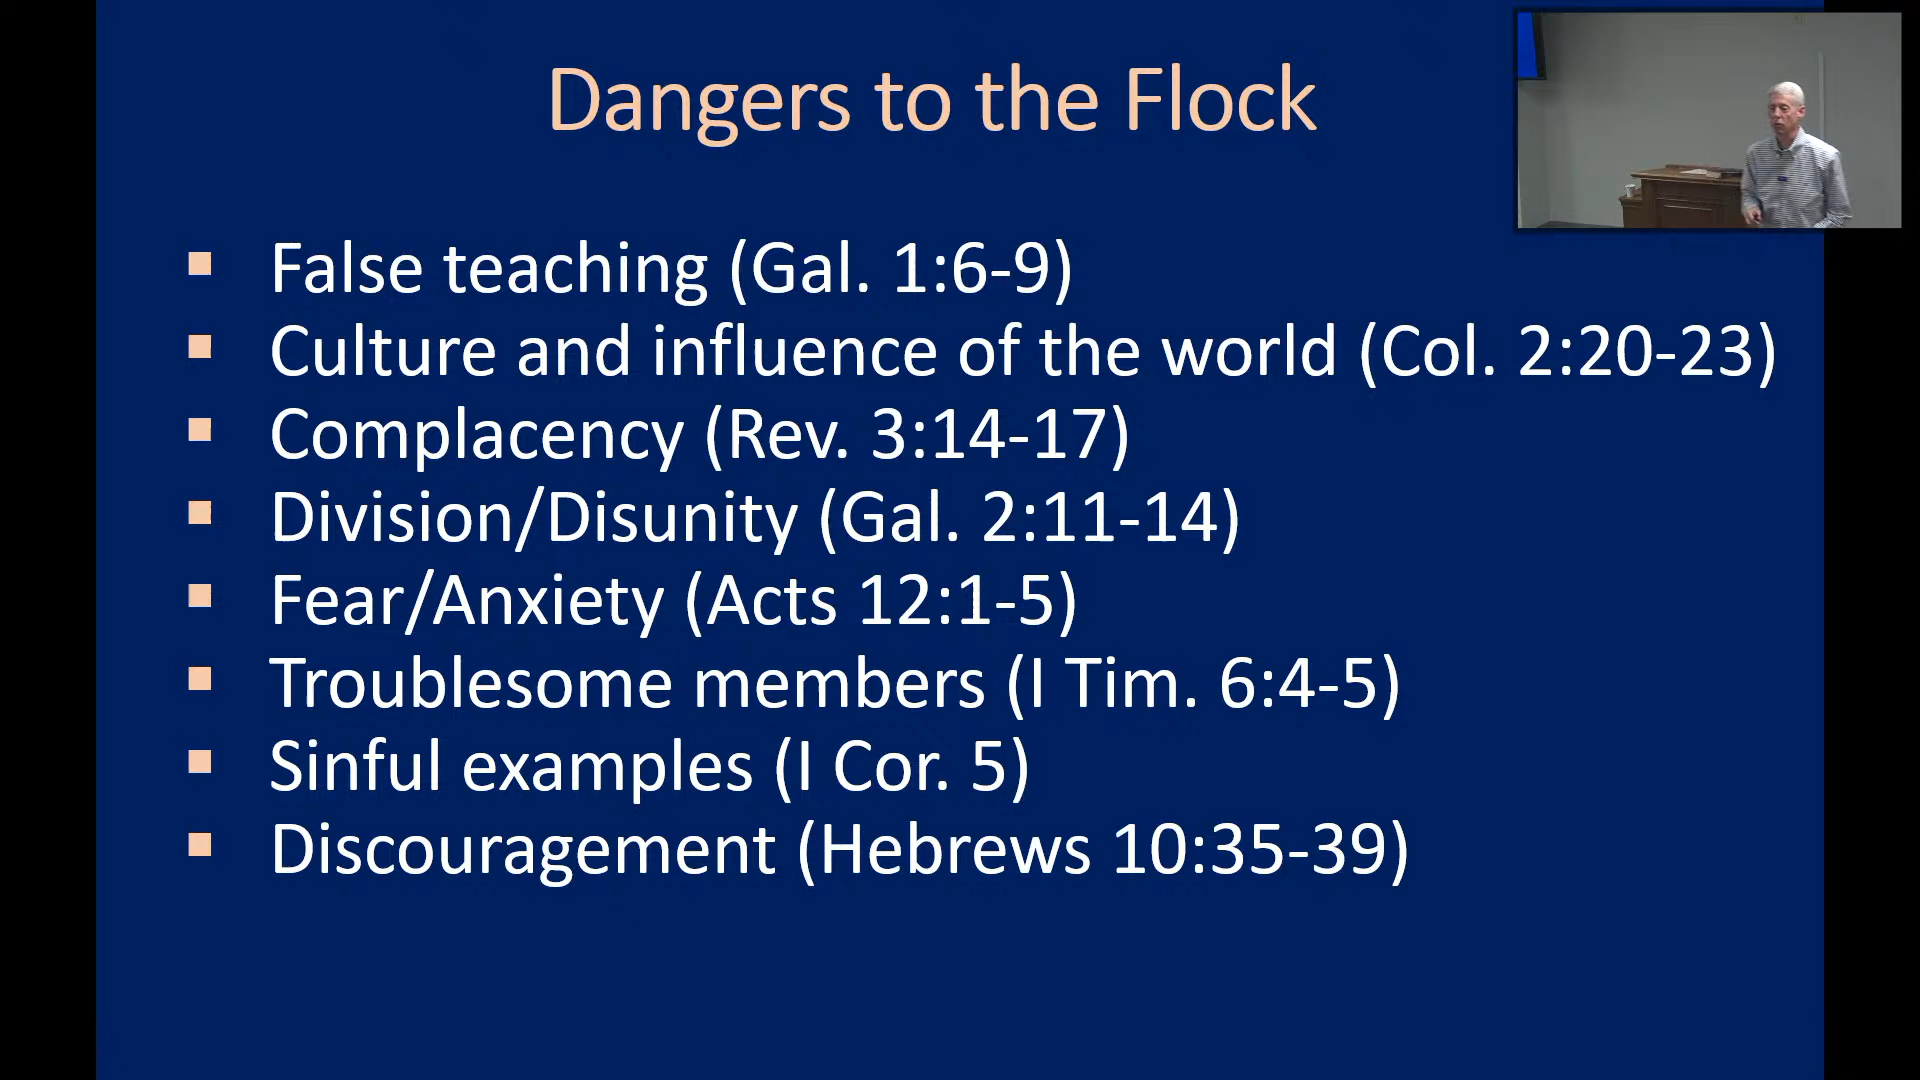 Dangers to the Flock
False teaching (Gal. 1:6-9)
Culture and influence of the world (Col. 2:20-23)
Complacency (Rev. 3:14-17)
Division/Disunity (Gal. 2:11-14)
Fear/Anxiety (Acts 12:1-5)
Troublesome members (I Tim. 6:4-5)
Sinful examples (I Cor. 5)
Discouragement (Hebrews 10:35-39)